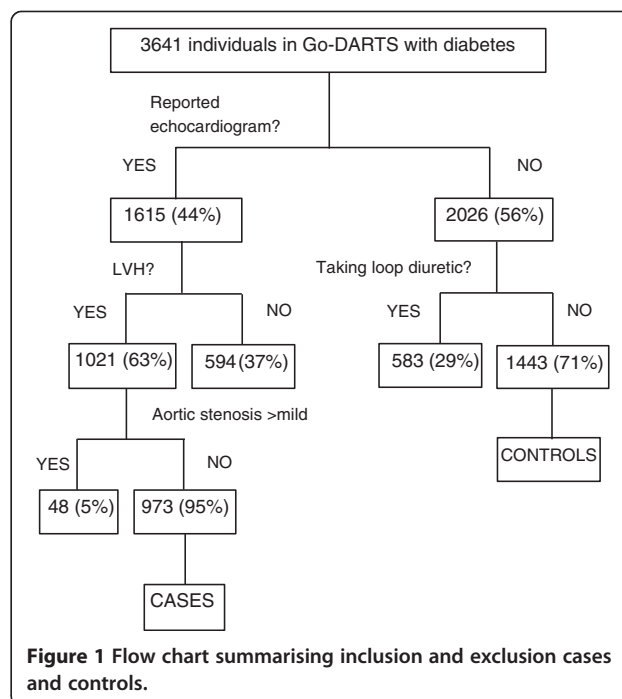 3641 individuals in Go-DARTS with diabetes
Reported
echocardiogram?
YES
NO
1615 (44%)
2026 (56%)
LVH?
Taking loop diuretic?
YES
NO
YES
NO
1021 (63%)
594 (37%)
583 (29%)
1443 (71%)
Aortic stenosis >mild
YES
NO
CONTROLS
48 (5%)
973 (95%)
CASES
Figure 1 Flow chart summarising inclusion and exclusion cases
and controls.